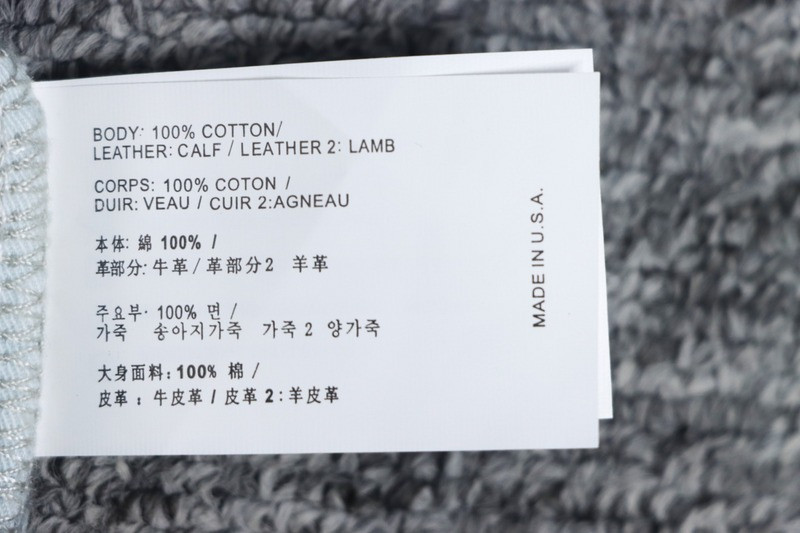 BODY: 100% COTTON/
LEATHER: CALF / LEATHER 2: LAMB
CORPS: 100% COTON /
DUIR: VEAU / CUIR 2:AGNEAU
本体: 綿 100% /
革部分: 牛革 / 革部分2 羊革
주요부· 100% 면 /
가죽 송아지가죽 가죽 2 양가죽
大身面料:100% 棉 /
皮革 : 牛皮革 / 皮革 2 : 羊皮革
MADE IN U.S.A.